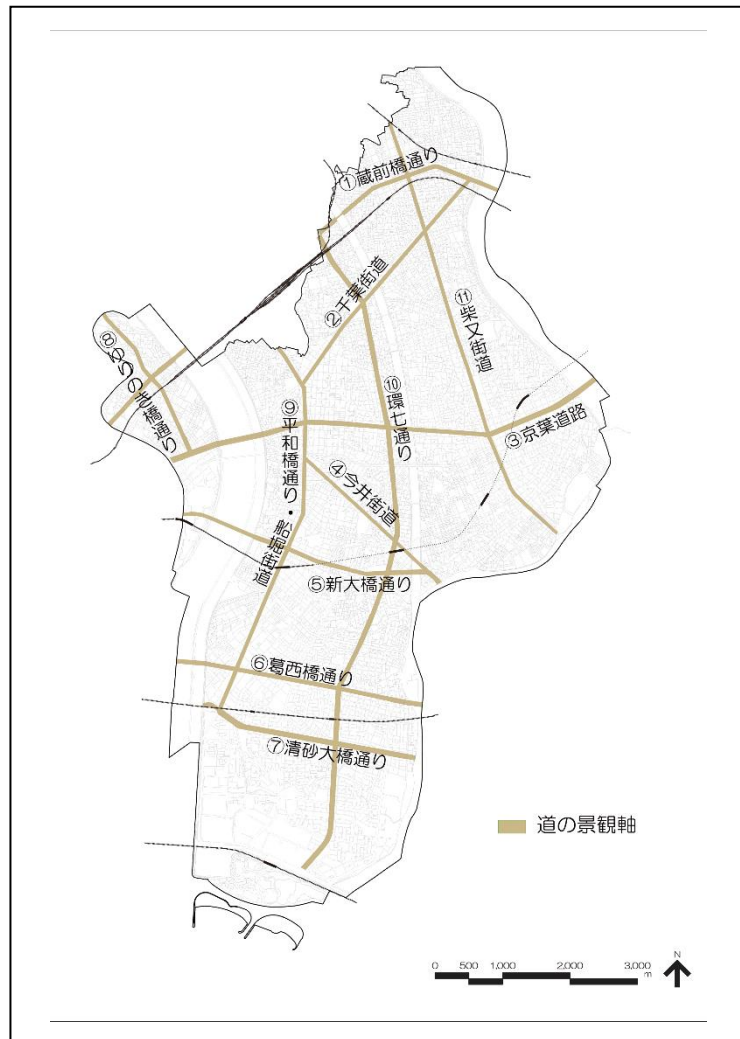 ①蔵前橋通り
②千葉街道
⑪柴又街道
⑧ゆりのき橋通り
⑩環七通り
⑨平和橋通り・船堀街道
③京葉道路
④今井街道
⑤新大橋通り
⑥葛西橋通り
⑦清砂大橋通り
道の景観軸
0 500 1,000 2,000 3,000
m
N